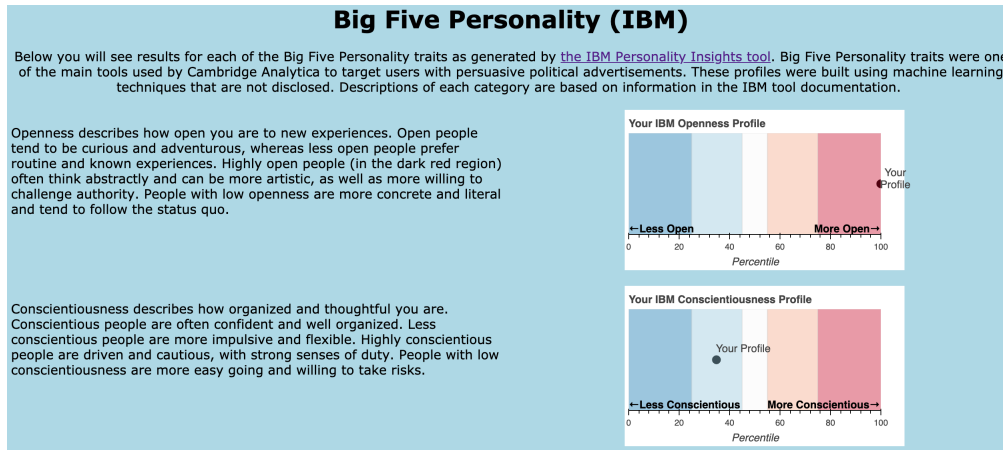 Big Five Personality (IBM)
Below you will see results for each of the Big Five Personality traits as generated by the IBM Personality Insights tool. Big Five Personality traits were one
of the main tools used by Cambridge Analytica to target users with persuasive political advertisements. These profiles were built using machine learning
techniques that are not disclosed. Descriptions of each category are based on information in the IBM tool documentation.
Openness describes how open you are to new experiences. Open people
tend to be curious and adventurous, whereas less open people prefer
routine and known experiences. Highly open people (in the dark red region)
often think abstractly and can be more artistic, as well as more willing to
challenge authority. People with low openness are more concrete and literal
and tend to follow the status quo.
Your IBM Openness Profile
Your
Profile
←Less Open More Open→
0 20 40 60 80 100
Percentile
Conscientiousness describes how organized and thoughtful you are.
Conscientious people are often confident and well organized. Less
conscientious people are more impulsive and flexible. Highly conscientious
people are driven and cautious, with strong senses of duty. People with low
conscientiousness are more easy going and willing to take risks.
Your IBM Conscientiousness Profile
Your Profile
←Less Conscientious More Conscientious→
0 20 40 60 80 100
Percentile